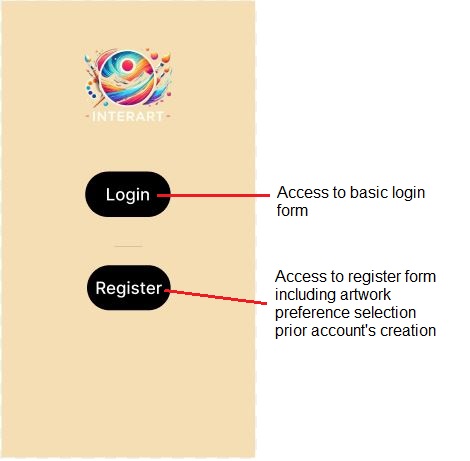 - INTERART -
Login
Access to basic login
form
Register
Access to register form
including artwork
preference selection
prior account's creation